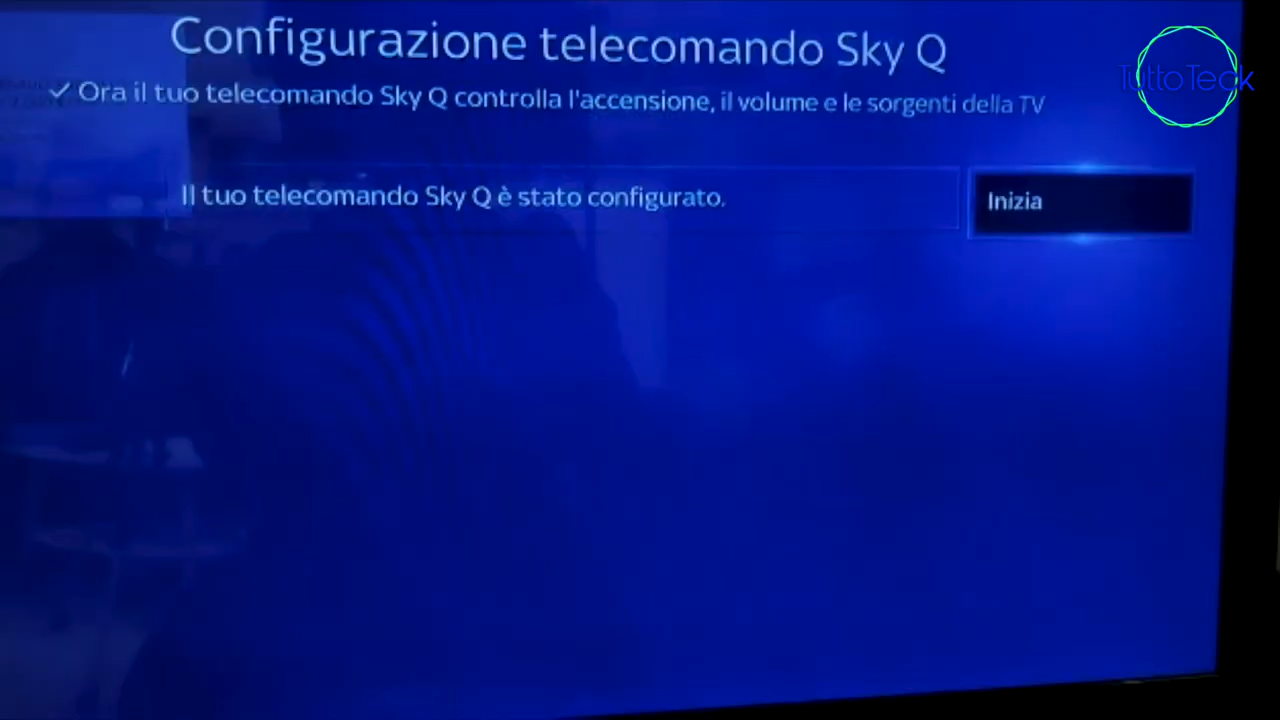 Configurazione telecomando Sky Q
TuttoTeck
✓ Ora il tuo telecomando Sky Q controlla l'accensione, il volume e le sorgenti della TV
Il tuo telecomando Sky Q è stato configurato.
Inizia